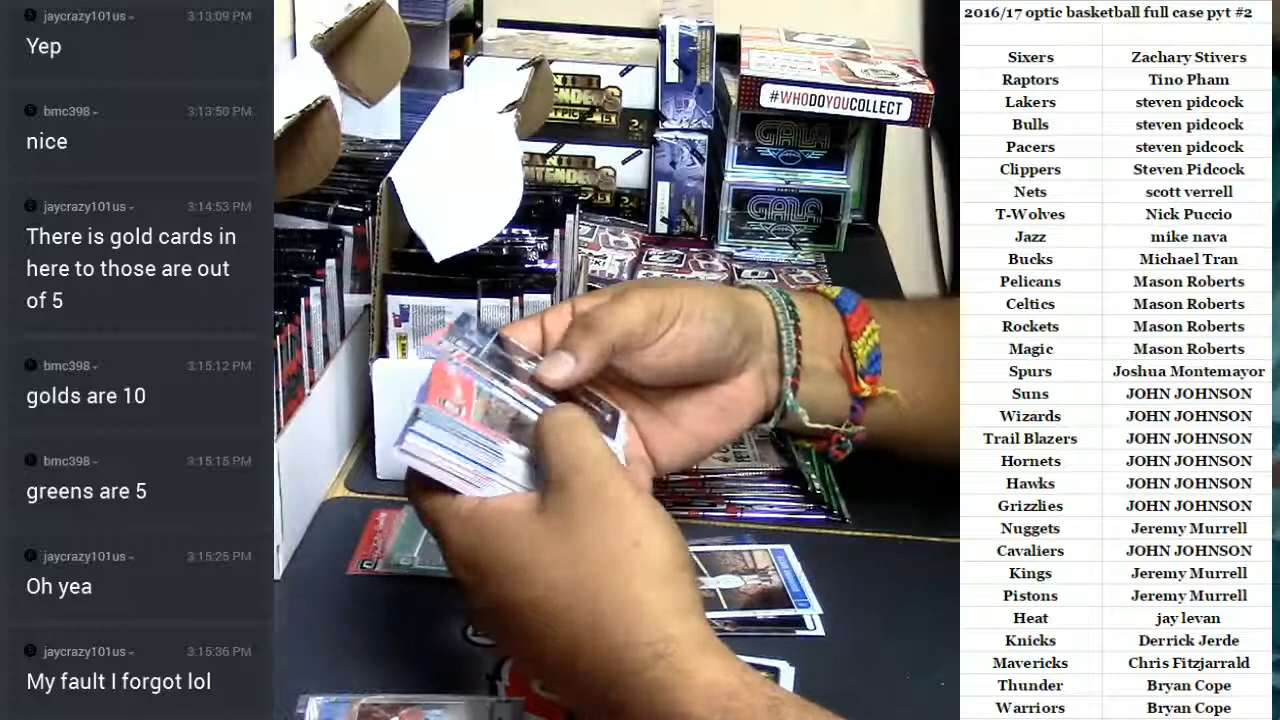 jaycrazy101us 3:13:09 PM
Yep
bmc398 3:13:50 PM
nice
jaycrazy101us 3:14:53 PM
There is gold cards in
here to those are out
of 5
bmc398 3:15:12 PM
golds are 10
bmc398 3:15:15 PM
greens are 5
jaycrazy101us 3:15:25 PM
Oh yea
jaycrazy101us 3:15:36 PM
My fault I forgot lol
PANINI
CONTENDERS
#WHODOYOUCOLLECT
GALA
GALA
2016/17 optic basketball full case pyt #2
Sixers Zachary Stivers
Raptors Tino Pham
Lakers steven pidcock
Bulls steven pidcock
Pacers steven pidcock
Clippers Steven Pidcock
Nets scott verrell
T-Wolves Nick Puccio
Jazz mike nava
Bucks Michael Tran
Pelicans Mason Roberts
Celtics Mason Roberts
Rockets Mason Roberts
Magic Mason Roberts
Spurs Joshua Montemayor
Suns JOHN JOHNSON
Wizards JOHN JOHNSON
Trail Blazers JOHN JOHNSON
Hornets JOHN JOHNSON
Hawks JOHN JOHNSON
Grizzlies JOHN JOHNSON
Nuggets Jeremy Murrell
Cavaliers JOHN JOHNSON
Kings Jeremy Murrell
Pistons Jeremy Murrell
Heat jay levan
Knicks Derrick Jerde
Mavericks Chris Fitzjarrald
Thunder Bryan Cope
Warriors Bryan Cope